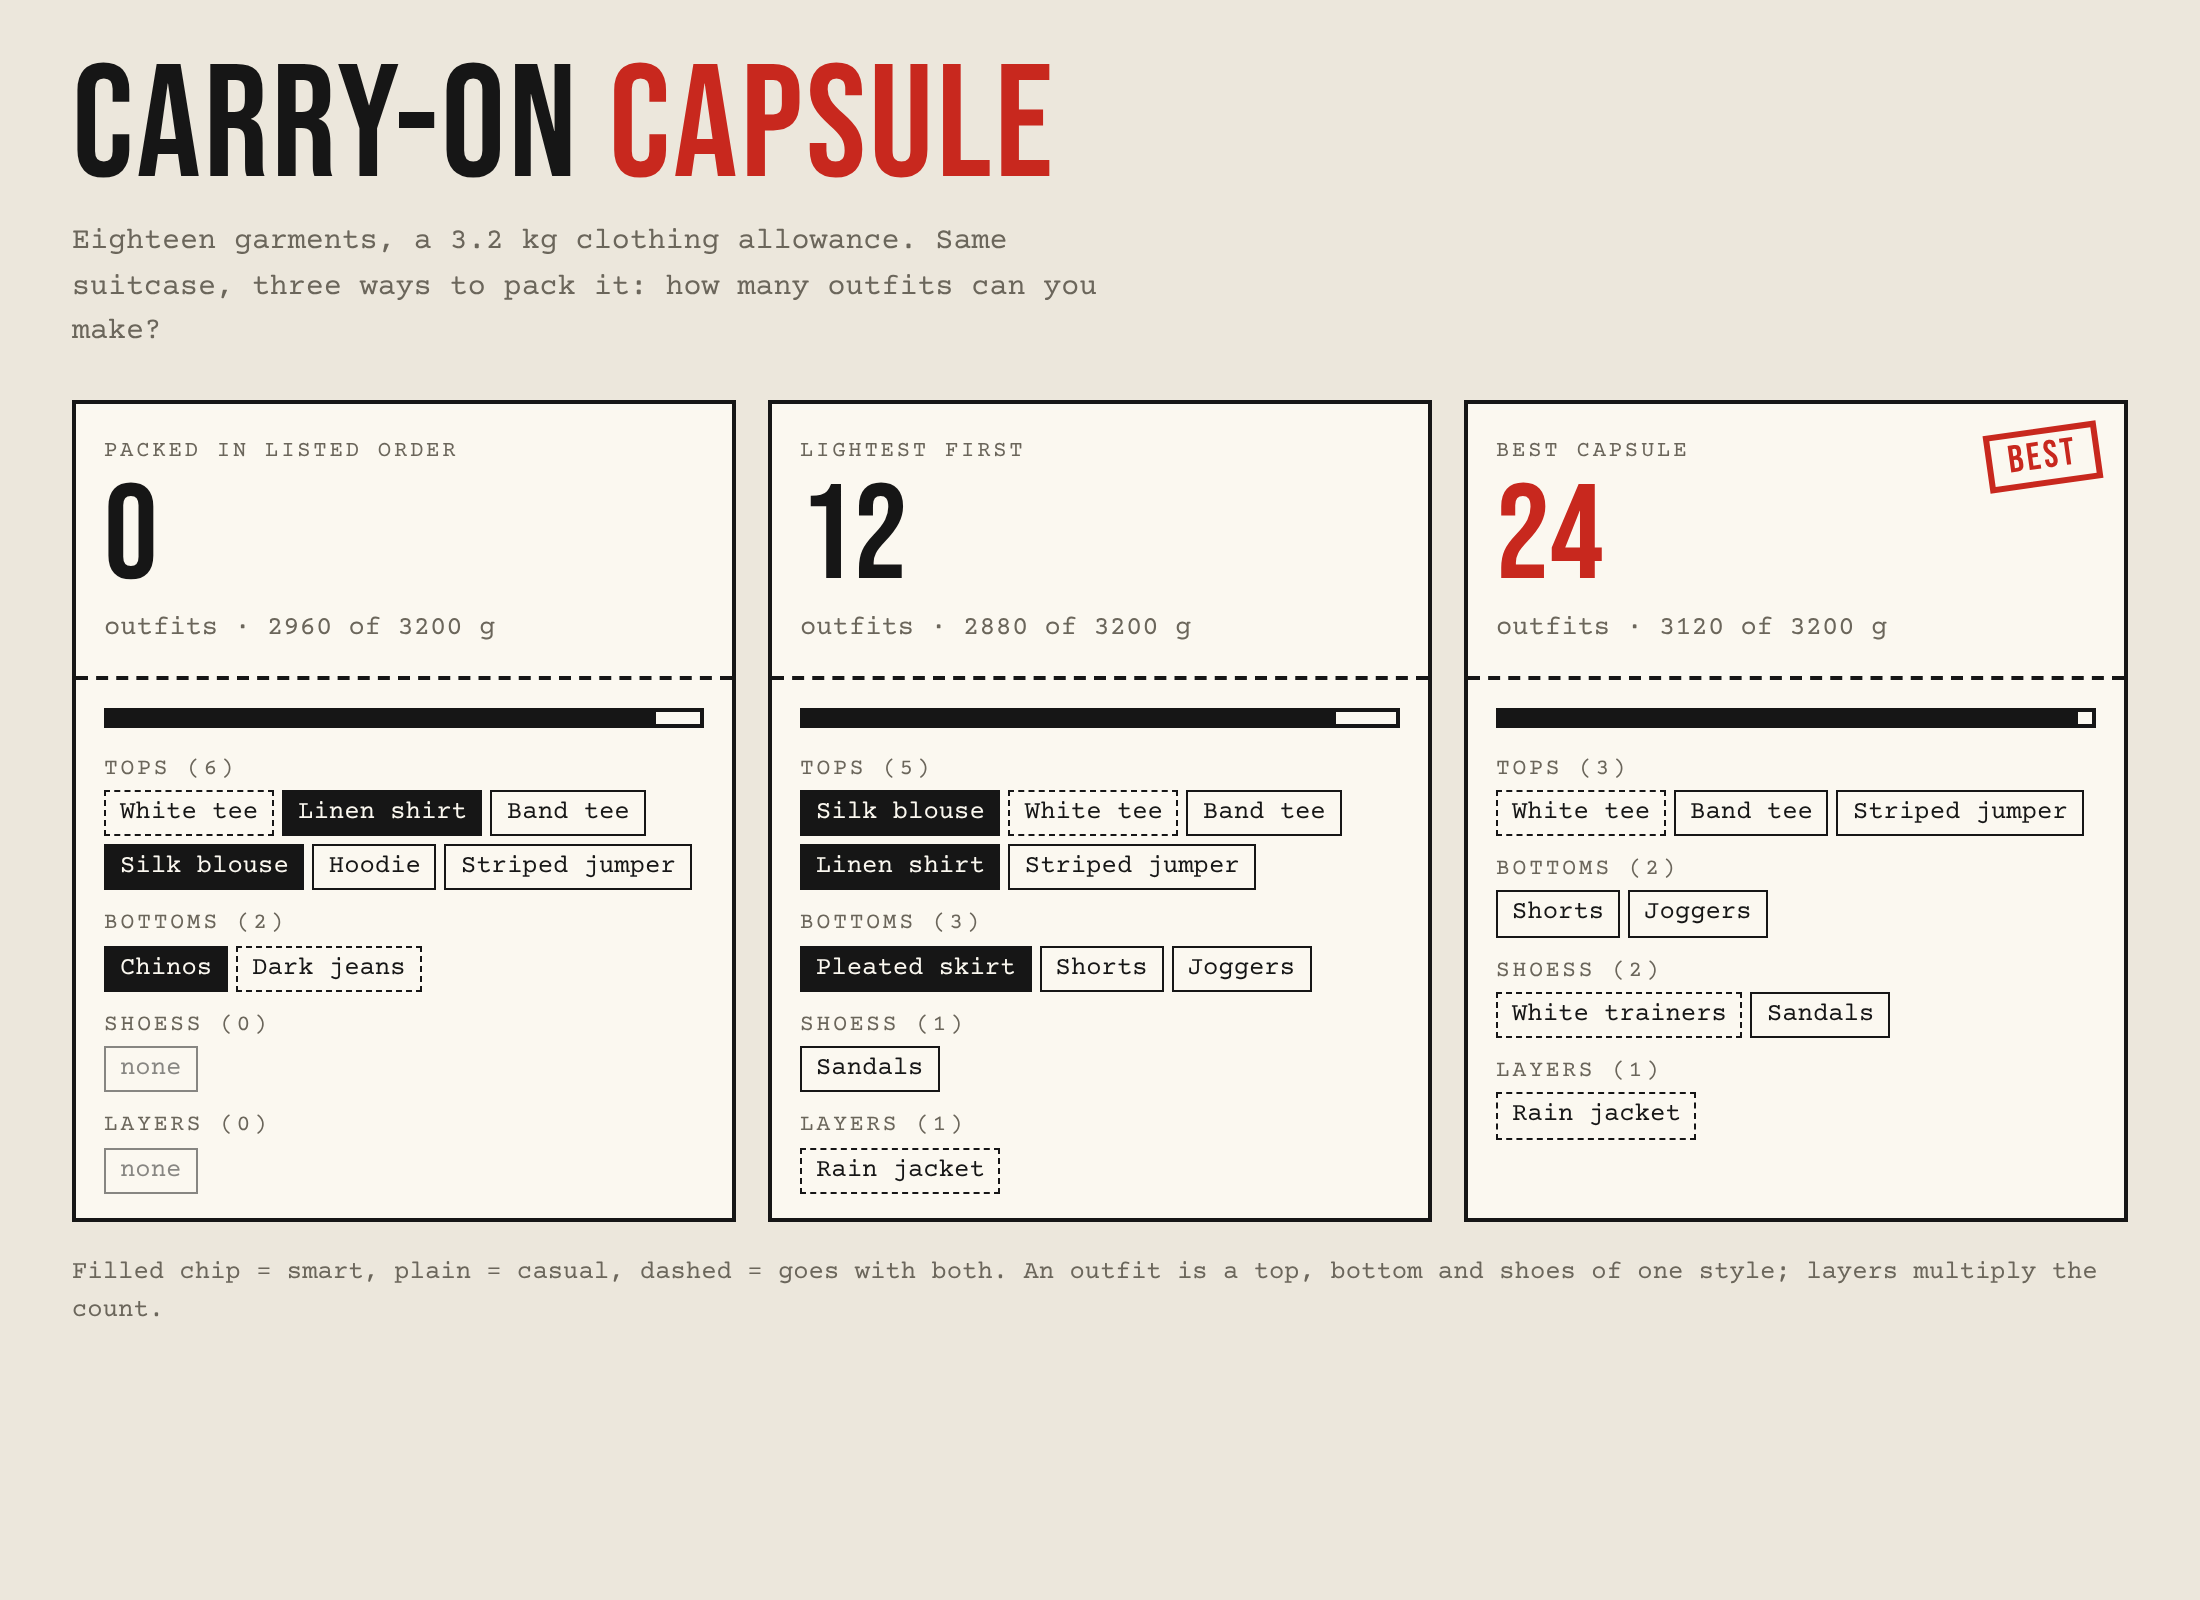 CARRY-ON CAPSULE
Eighteen garments, a 3.2 kg clothing allowance. Same
suitcase, three ways to pack it: how many outfits can you
make?
PACKED IN LISTED ORDER
0
outfits · 2960 of 3200 g
TOPS (6)
White tee Linen shirt Band tee
Silk blouse Hoodie Striped jumper
BOTTOMS (2)
Chinos Dark jeans
SHOESS (0)
none
LAYERS (0)
none
LIGHTEST FIRST
12
outfits · 2880 of 3200 g
TOPS (5)
Silk blouse White tee Band tee
Linen shirt Striped jumper
BOTTOMS (3)
Pleated skirt Shorts Joggers
SHOESS (1)
Sandals
LAYERS (1)
Rain jacket
BEST CAPSULE
BEST
24
outfits · 3120 of 3200 g
TOPS (3)
White tee Band tee Striped jumper
BOTTOMS (2)
Shorts Joggers
SHOESS (2)
White trainers Sandals
LAYERS (1)
Rain jacket
Filled chip = smart, plain = casual, dashed = goes with both. An outfit is a top, bottom and shoes of one style; layers multiply the
count.